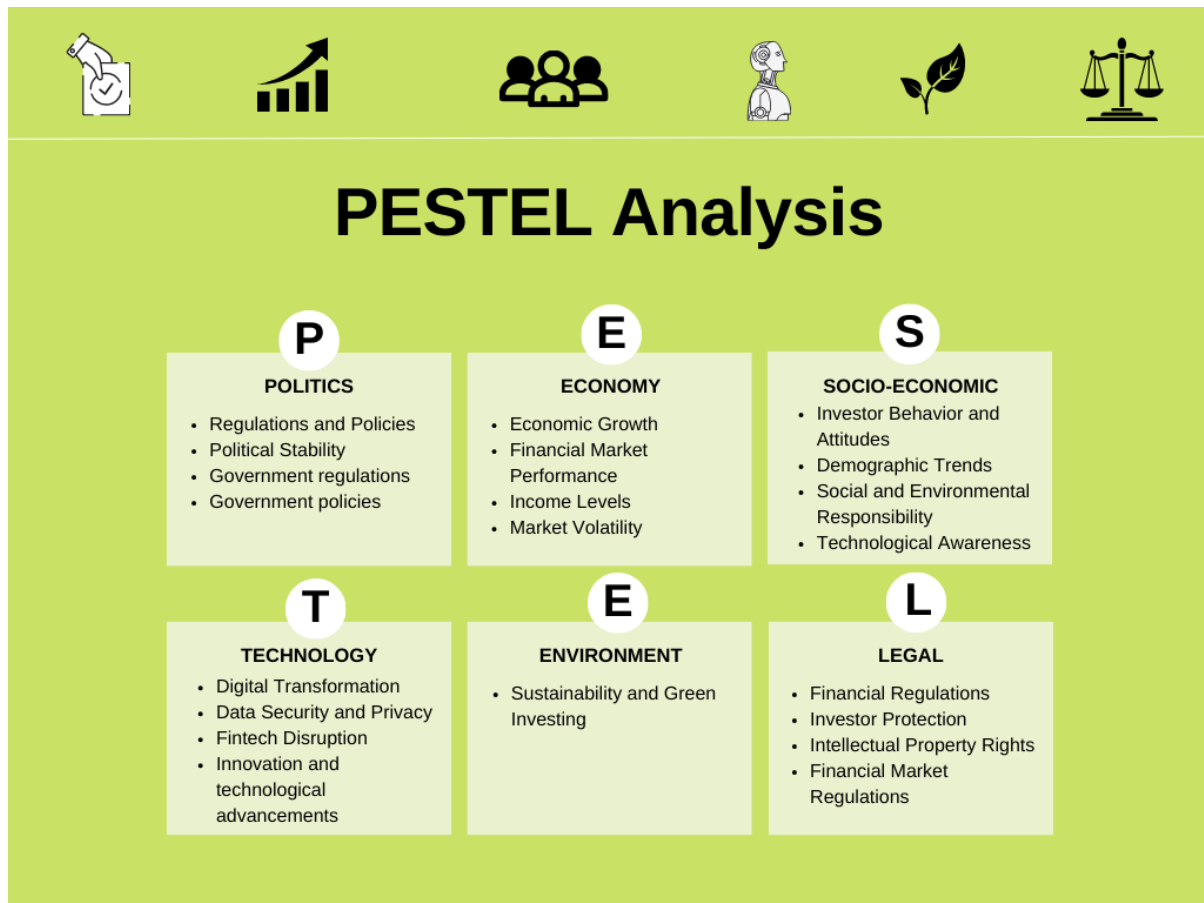 PESTEL Analysis
P
POLITICS
• Regulations and Policies
• Political Stability
• Government regulations
• Government policies
E
ECONOMY
• Economic Growth
• Financial Market
Performance
• Income Levels
• Market Volatility
S
SOCIO-ECONOMIC
• Investor Behavior and
Attitudes
• Demographic Trends
• Social and Environmental
Responsibility
• Technological Awareness
T
TECHNOLOGY
• Digital Transformation
• Data Security and Privacy
• Fintech Disruption
• Innovation and
technological
advancements
E
ENVIRONMENT
• Sustainability and Green
Investing
L
LEGAL
• Financial Regulations
• Investor Protection
• Intellectual Property Rights
• Financial Market
Regulations